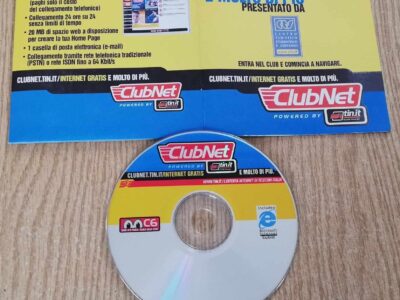 (paghi solo il costo
del collegamento telefonico)
• Collegamento 24 ore su 24
senza limiti di tempo
• 20 MB di spazio web a disposizione
per creare la tua Home Page
• 1 casella di posta elettronica (e-mail)
• Collegamento tramite rete telefonica tradizionale
(PSTN) o rete ISDN fino a 64 Kbil/s
CLUBNET.TIN.IT/INTERNET GRATIS E MOLTO DI PIÙ.
ClubNet
POWERED BY tin.it
E MOLTO DI PIÙ
PRESENTATO DA
ENTRA NEL CLUB E COMINCIA A NAVIGARE.
CLUBNET.TIN.IT/INTERNET GRATIS E MOLTO DI PIÙ.
ClubNet
POWERED BY tin.it
ClubNet
POWERED BY tin.it
CLUBNET.TIN.IT/INTERNET GRATIS E MOLTO DI PIÙ.
C6